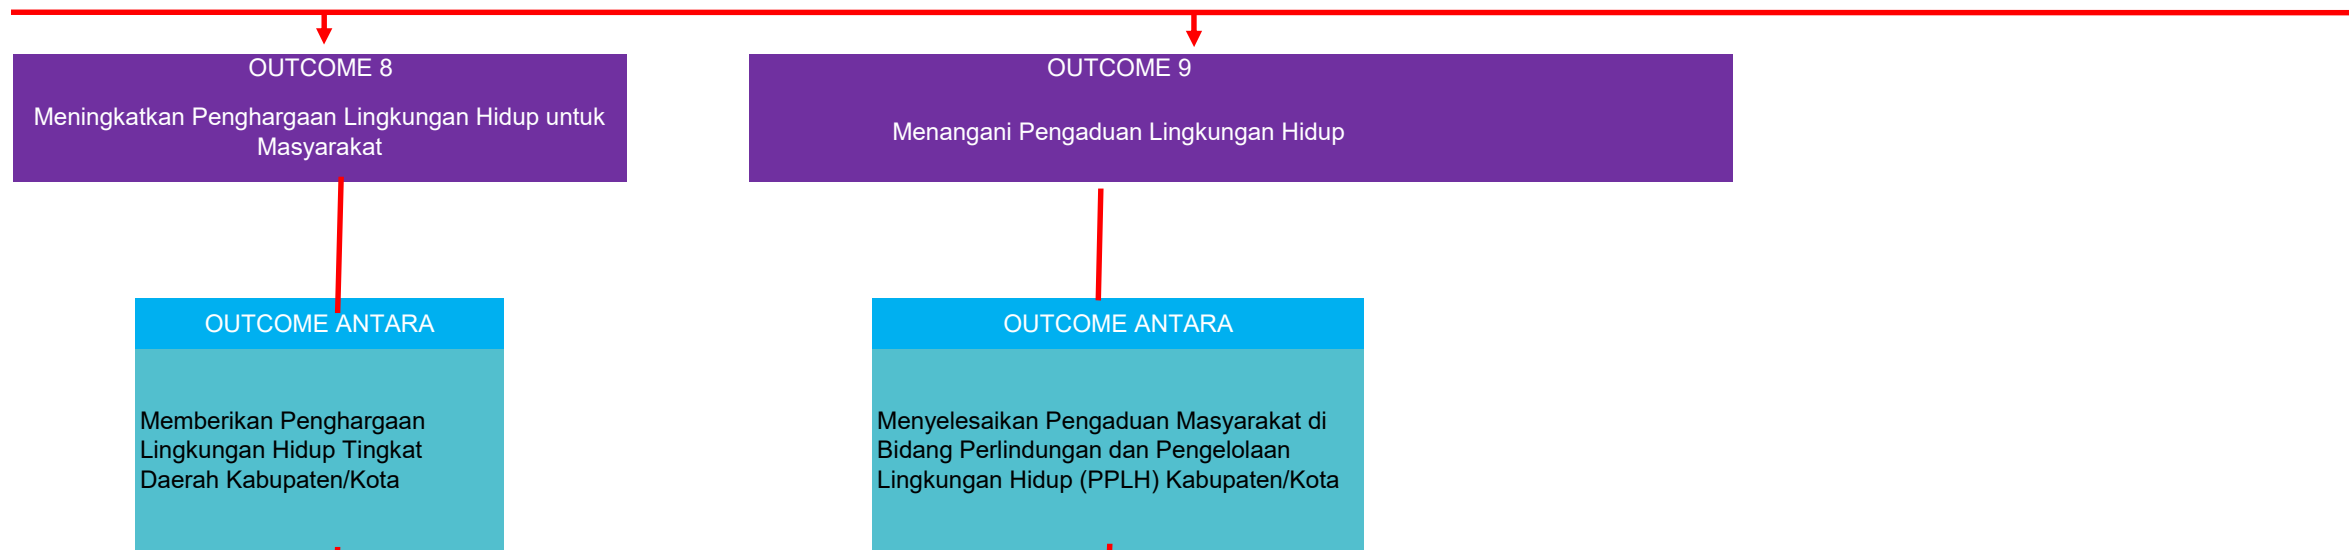 OUTCOME 8
Meningkatkan Penghargaan Lingkungan Hidup untuk
Masyarakat
OUTCOME 9
Menangani Pengaduan Lingkungan Hidup
OUTCOME ANTARA
Memberikan Penghargaan
Lingkungan Hidup Tingkat
Daerah Kabupaten/Kota
OUTCOME ANTARA
Menyelesaikan Pengaduan Masyarakat di
Bidang Perlindungan dan Pengelolaan
Lingkungan Hidup (PPLH) Kabupaten/Kota